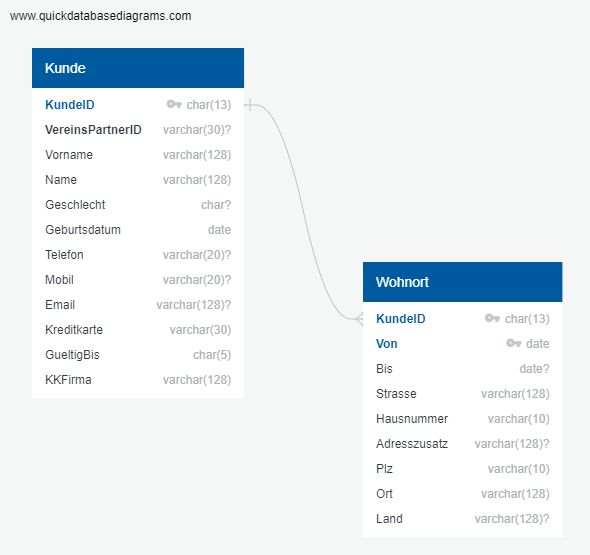 www.quickdatabasediagrams.com
Kunde
KundeID char(13)
VereinsPartnerID varchar(30)?
Vorname varchar(128)
Name varchar(128)
Geschlecht char?
Geburtsdatum date
Telefon varchar(20)?
Mobil varchar(20)?
Email varchar(128)?
Kreditkarte varchar(30)
GueltigBis char(5)
KKFirma varchar(128)
Wohnort
KundeID char(13)
Von date
Bis date?
Strasse varchar(128)
Hausnummer varchar(10)
Adresszusatz varchar(128)?
Plz varchar(10)
Ort varchar(128)
Land varchar(128)?